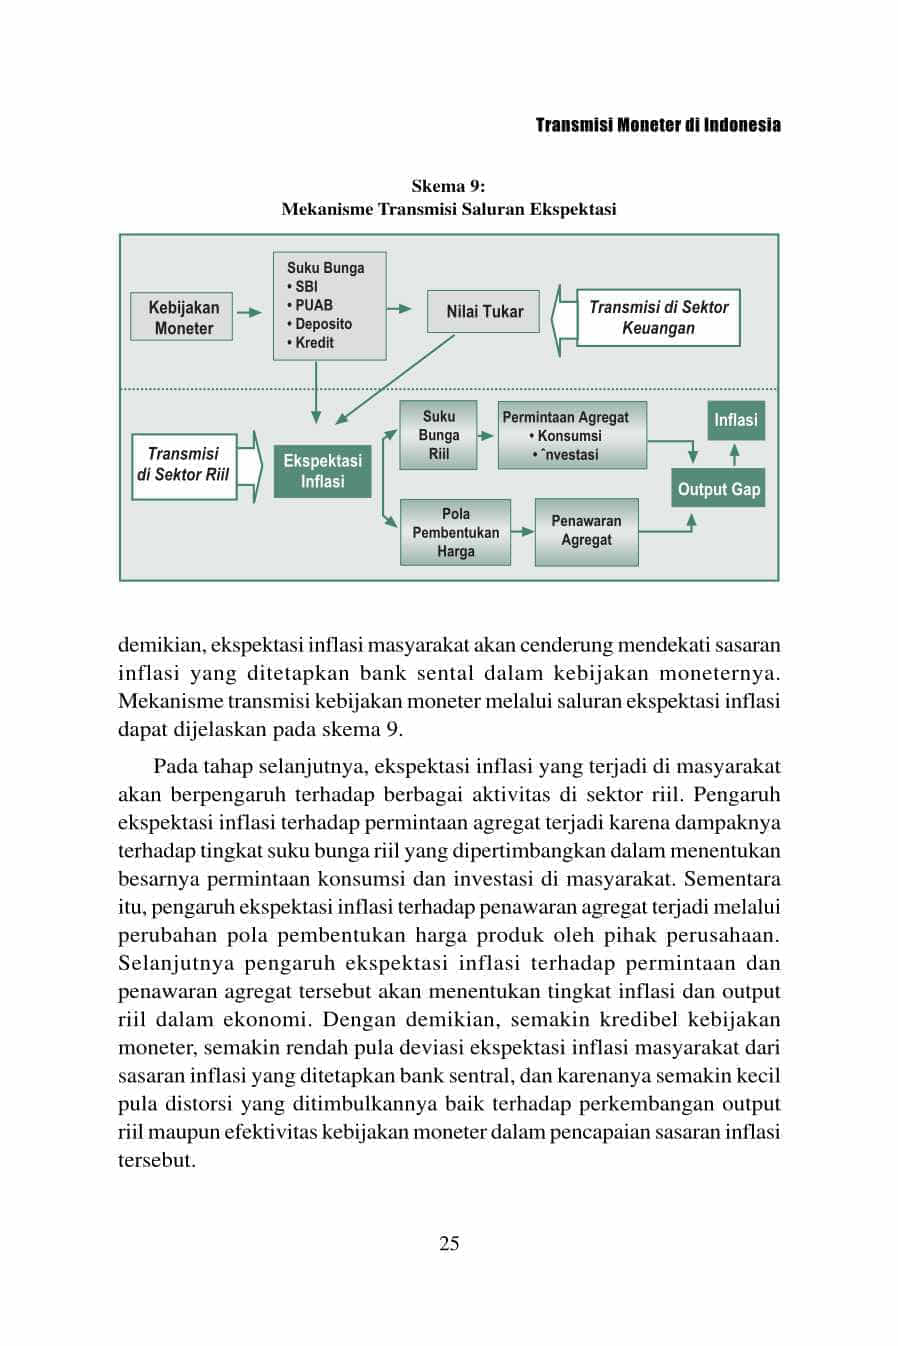 Transmisi Moneter di Indonesia
Skema 9:
Mekanisme Transmisi Saluran Ekspektasi
Kebijakan
Moneter
Suku Bunga
• SBI
• PUAB
• Deposito
• Kredit
Nilai Tukar
Transmisi di Sektor
Keuangan
Transmisi
di Sektor Riil
Ekspektasi
Inflasi
Suku
Bunga
Riil
Permintaan Agregat
• Konsumsi
• ˆnvestasi
Inflasi
Output Gap
Pola
Pembentukan
Harga
Penawaran
Agregat
demikian, ekspektasi inflasi masyarakat akan cenderung mendekati sasaran
inflasi yang ditetapkan bank sental dalam kebijakan moneternya.
Mekanisme transmisi kebijakan moneter melalui saluran ekspektasi inflasi
dapat dijelaskan pada skema 9.
Pada tahap selanjutnya, ekspektasi inflasi yang terjadi di masyarakat
akan berpengaruh terhadap berbagai aktivitas di sektor riil. Pengaruh
ekspektasi inflasi terhadap permintaan agregat terjadi karena dampaknya
terhadap tingkat suku bunga riil yang dipertimbangkan dalam menentukan
besarnya permintaan konsumsi dan investasi di masyarakat. Sementara
itu, pengaruh ekspektasi inflasi terhadap penawaran agregat terjadi melalui
perubahan pola pembentukan harga produk oleh pihak perusahaan.
Selanjutnya pengaruh ekspektasi inflasi terhadap permintaan dan
penawaran agregat tersebut akan menentukan tingkat inflasi dan output
riil dalam ekonomi. Dengan demikian, semakin kredibel kebijakan
moneter, semakin rendah pula deviasi ekspektasi inflasi masyarakat dari
sasaran inflasi yang ditetapkan bank sentral, dan karenanya semakin kecil
pula distorsi yang ditimbulkannya baik terhadap perkembangan output
riil maupun efektivitas kebijakan moneter dalam pencapaian sasaran inflasi
tersebut.
25